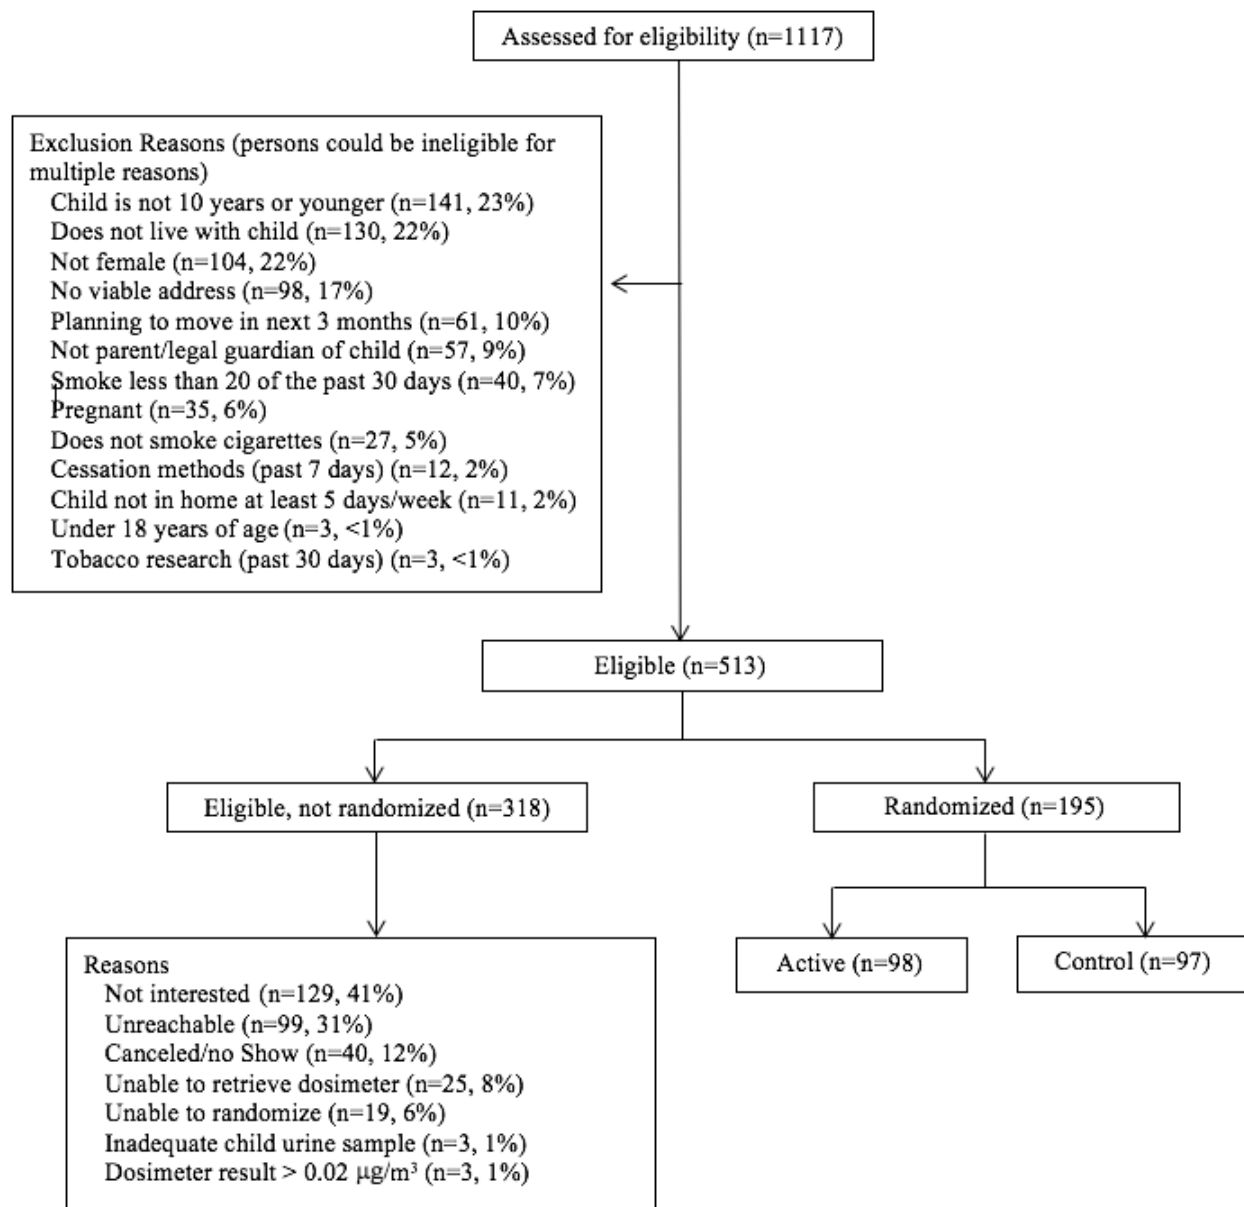 Assessed for eligibility (n=1117)
Exclusion Reasons (persons could be ineligible for
multiple reasons)
Child is not 10 years or younger (n=141, 23%)
Does not live with child (n=130, 22%)
Not female (n=104, 22%)
No viable address (n=98, 17%)
Planning to move in next 3 months (n=61, 10%)
Not parent/legal guardian of child (n=57, 9%)
Smoke less than 20 of the past 30 days (n=40, 7%)
Pregnant (n=35, 6%)
Does not smoke cigarettes (n=27, 5%)
Cessation methods (past 7 days) (n=12, 2%)
Child not in home at least 5 days/week (n=11, 2%)
Under 18 years of age (n=3, <1%)
Tobacco research (past 30 days) (n=3, <1%)
Eligible (n=513)
Eligible, not randomized (n=318)
Randomized (n=195)
Active (n=98)
Control (n=97)
Reasons
Not interested (n=129, 41%)
Unreachable (n=99, 31%)
Canceled/no Show (n=40, 12%)
Unable to retrieve dosimeter (n=25, 8%)
Unable to randomize (n=19, 6%)
Inadequate child urine sample (n=3, 1%)
Dosimeter result > 0.02 µg/m³ (n=3, 1%)